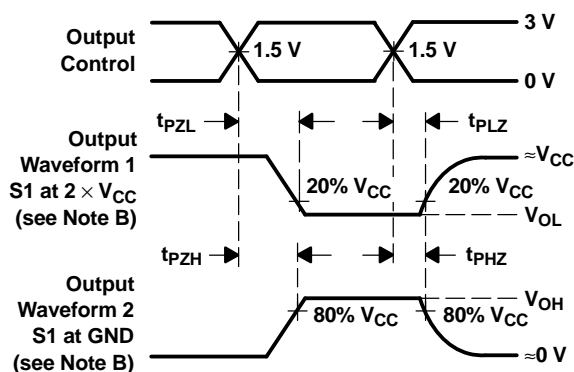 Output
Control
1.5 V
1.5 V
3 V
0 V
tPZL
tPLZ
Output
Waveform 1
S1 at 2 × VCC
(see Note B)
20% VCC
20% VCC
≈VCC
VOL
tPZH
tPHZ
Output
Waveform 2
S1 at GND
(see Note B)
80% VCC
80% VCC
VOH
≈0 V